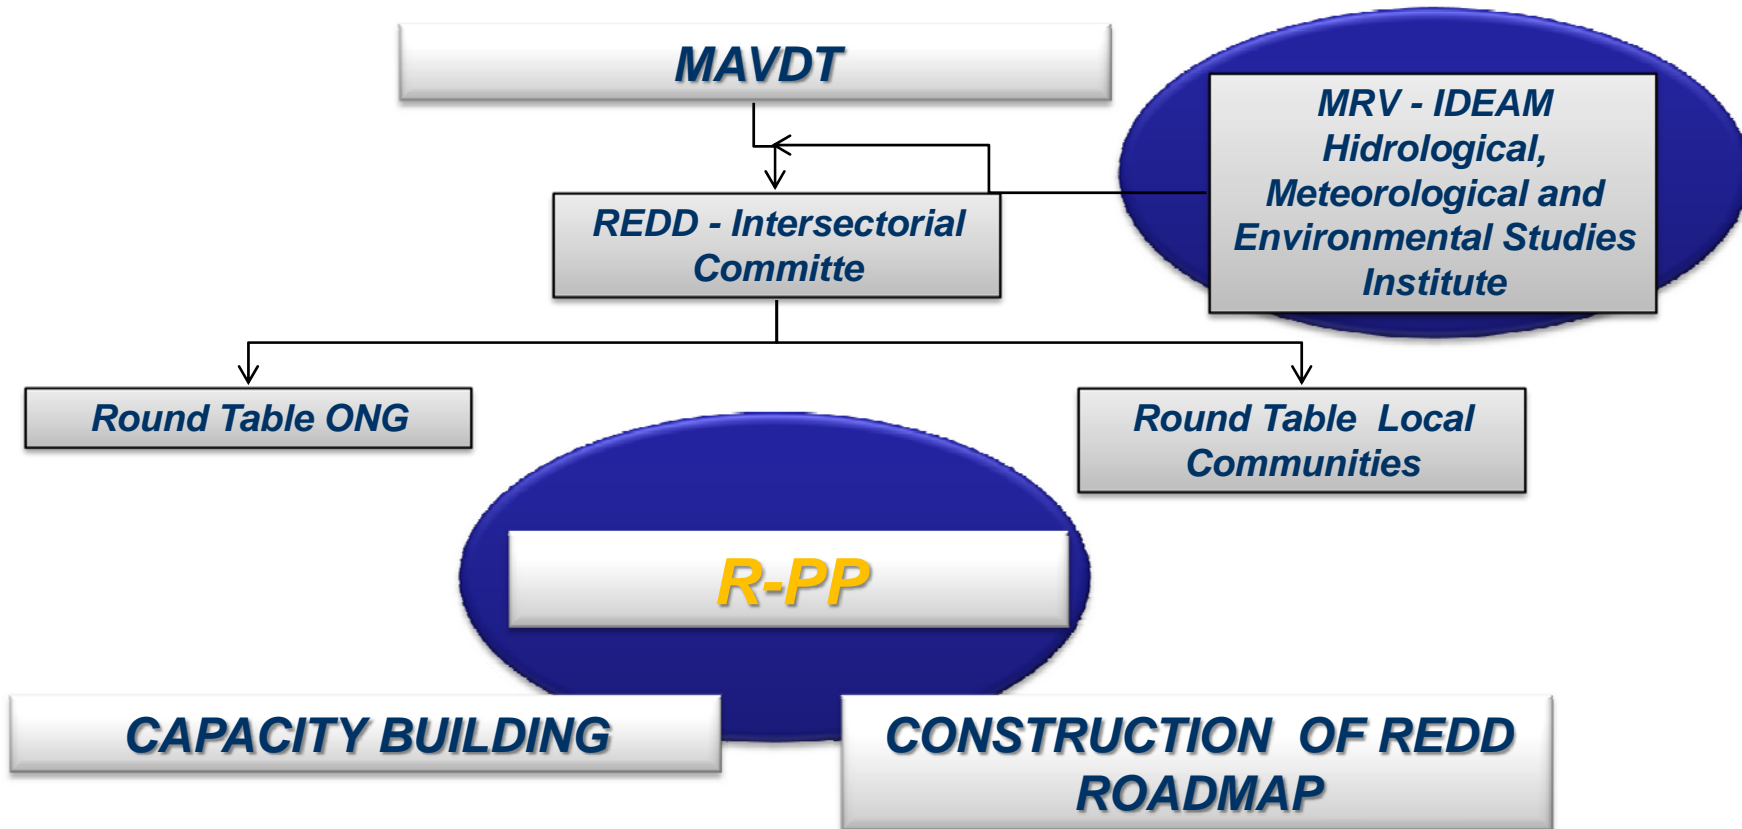 MAVDT
MRV - IDEAM
Hidrological,
Meteorological and
Environmental Studies
Institute
REDD - Intersectorial
Committe
Round Table ONG
Round Table  Local
Communities
R-PP
CAPACITY BUILDING
CONSTRUCTION  OF REDD
ROADMAP